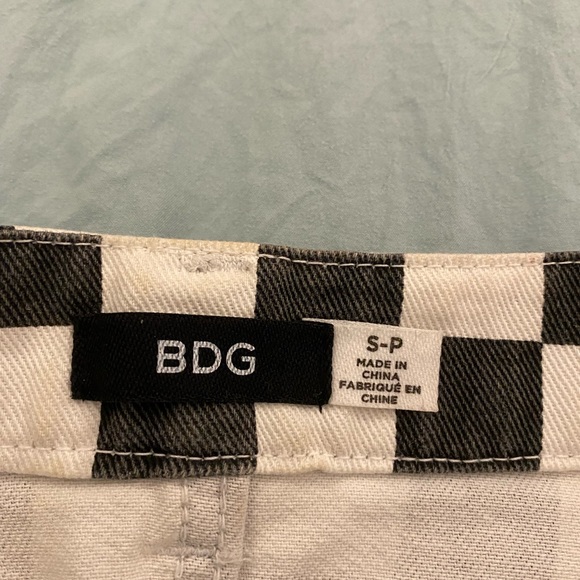 BDG
S-P
MADE IN
CHINA
FABRIQUÉ EN
CHINE